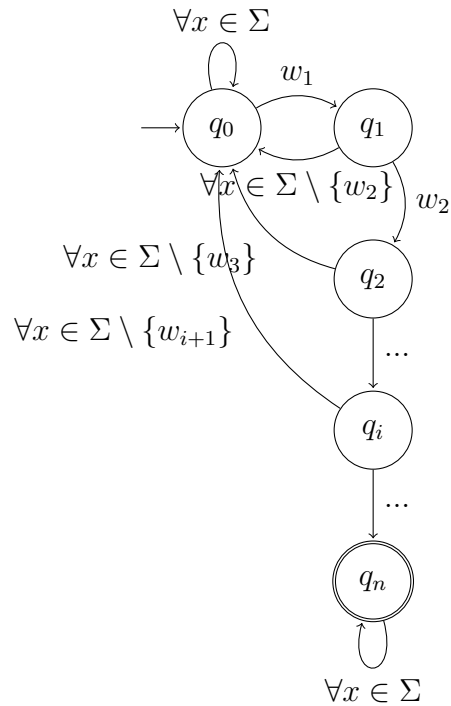 ∀x ∈ Σ
w₁
q₀
q₁
∀x ∈ Σ \ {w₂}
w₂
∀x ∈ Σ \ {w₃}
q₂
∀x ∈ Σ \ {wᵢ₊₁}
...
qᵢ
...
qₙ
∀x ∈ Σ